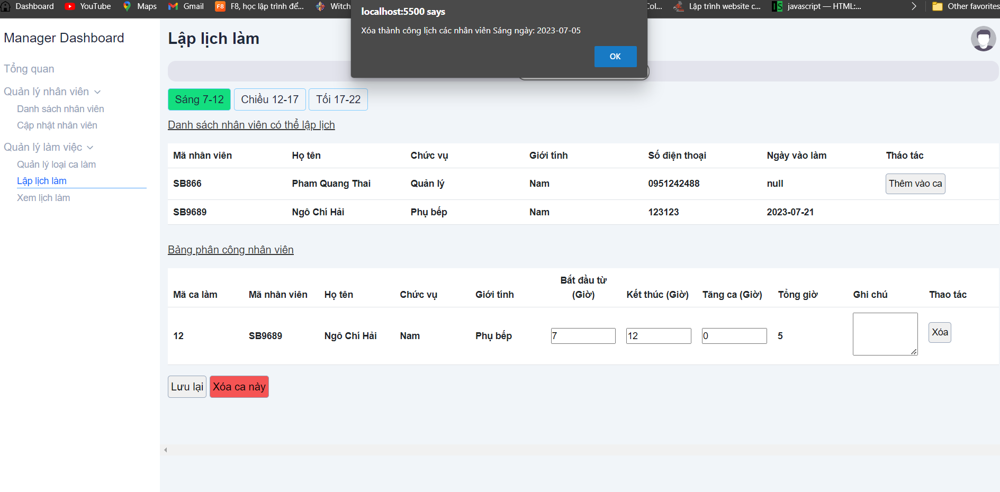 Dashboard YouTube Maps Gmail F8 F8, học lập trình để... Witch Col... Lập trình website c... javascript — HTML:... Other favorites
localhost:5500 says
Xóa thành công lịch các nhân viên Sáng ngày: 2023-07-05
OK
Manager Dashboard
Tổng quan
Quản lý nhân viên
Danh sách nhân viên
Cập nhật nhân viên
Quản lý làm việc
Quản lý loại ca làm
Lập lịch làm
Xem lịch làm
Lập lịch làm
Sáng 7-12 Chiều 12-17 Tối 17-22
Danh sách nhân viên có thể lập lịch
Mã nhân viên Họ tên Chức vụ Giới tính Số điện thoại Ngày vào làm Tháo tác
SB866 Pham Quang Thai Quản lý Nam 0951242488 null Thêm vào ca
SB9689 Ngô Chí Hải Phụ bếp Nam 123123 2023-07-21
Bảng phân công nhân viên
Mã ca làm Mã nhân viên Họ tên Chức vụ Giới tính Bắt đầu từ (Giờ) Kết thúc (Giờ) Tăng ca (Giờ) Tổng giờ Ghi chú Thao tác
12 SB9689 Ngô Chí Hải Nam Phụ bếp 7 12 0 5 Xóa
Lưu lại Xóa ca này